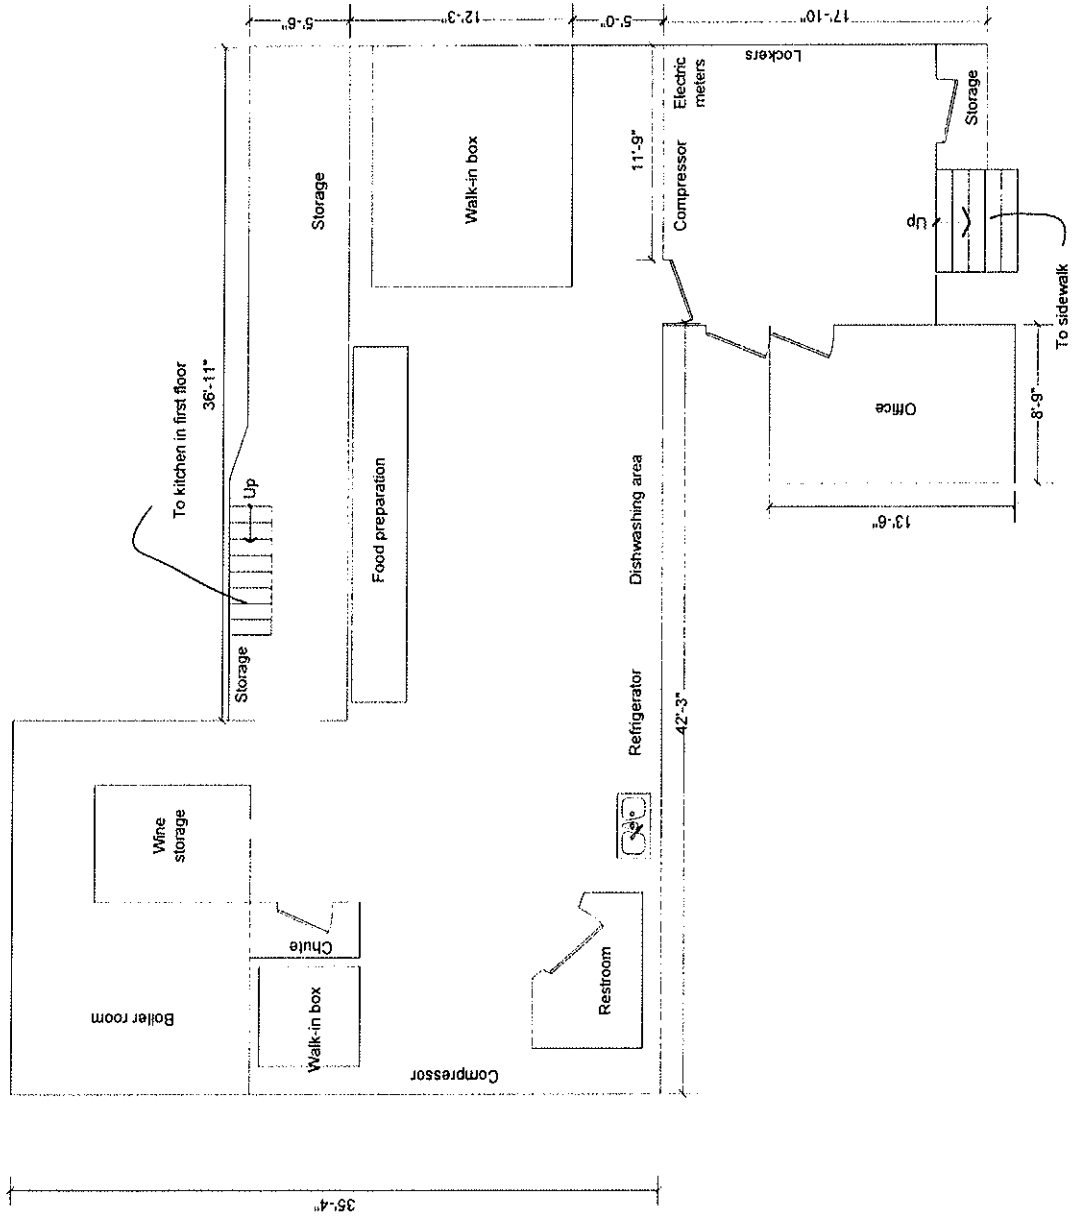 5'-6"
12'-3"
5'-0"
17'-10"
36'-11"
To kitchen in first floor
Up
Storage
Storage
Walk-in box
11'-9"
Electric
meters
Compressor
Lockers
Storage
Up
To sidewalk
Food preparation
Dishwashing area
Refrigerator
42'-3"
Office
8'-9"
13'-6"
Wine
storage
Chute
Boiler room
Walk-in box
Compressor
Restroom
35'-4"